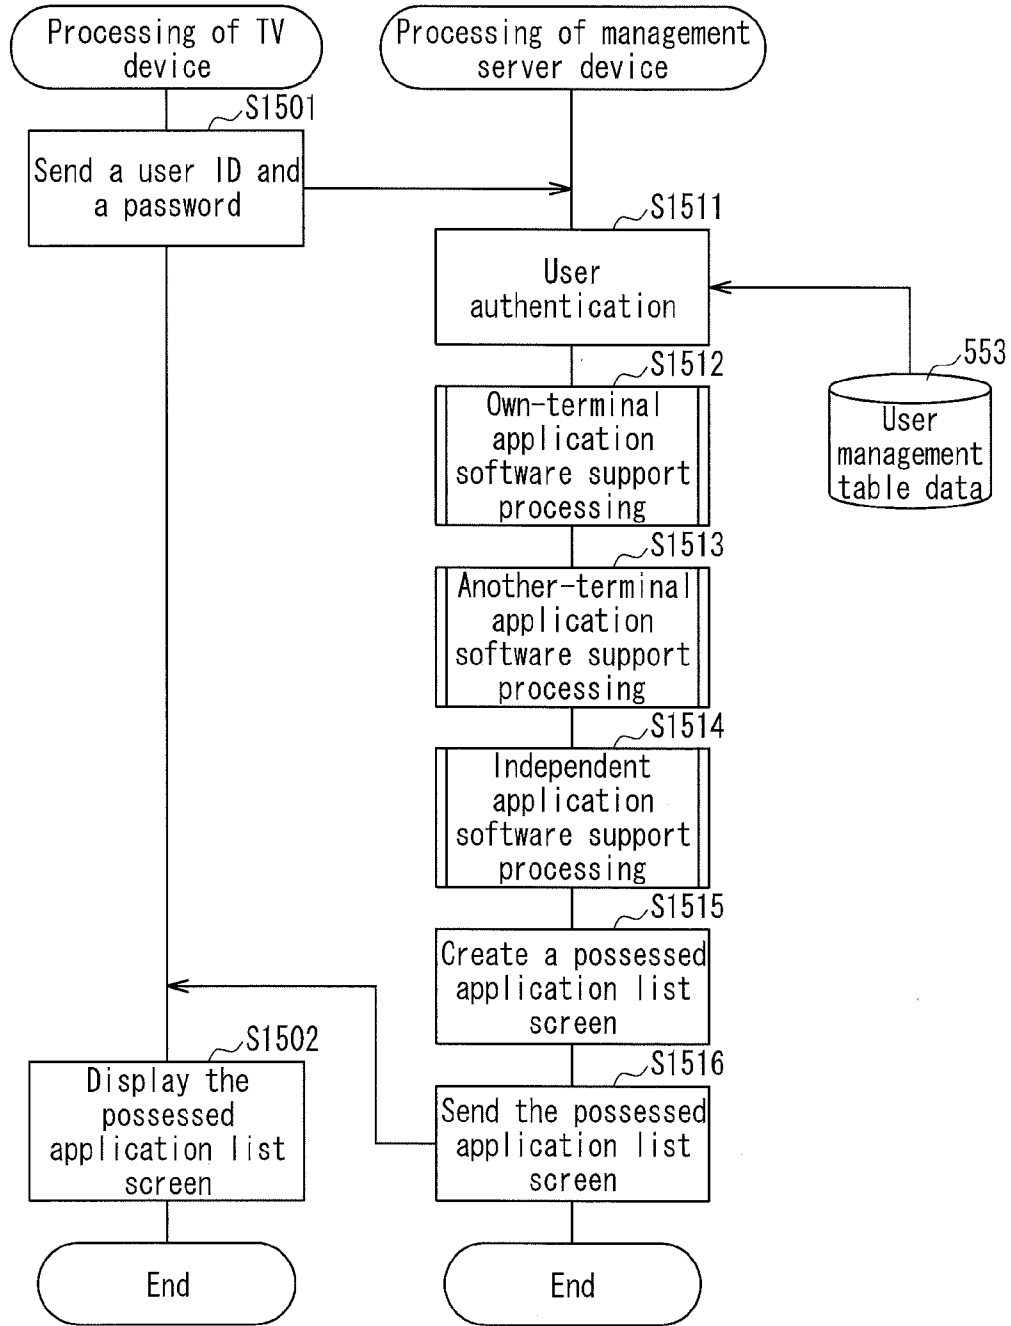 Processing of TV
device
Processing of management
server device
S1501
Send a user ID and
a password
S1511
User
authentication
553
User
management
table data
S1512
Own-terminal
application
software support
processing
S1513
Another-terminal
application
software support
processing
S1514
Independent
application
software support
processing
S1515
Create a possessed
application list
screen
S1502
Display the
possessed
application list
screen
S1516
Send the possessed
application list
screen
End
End